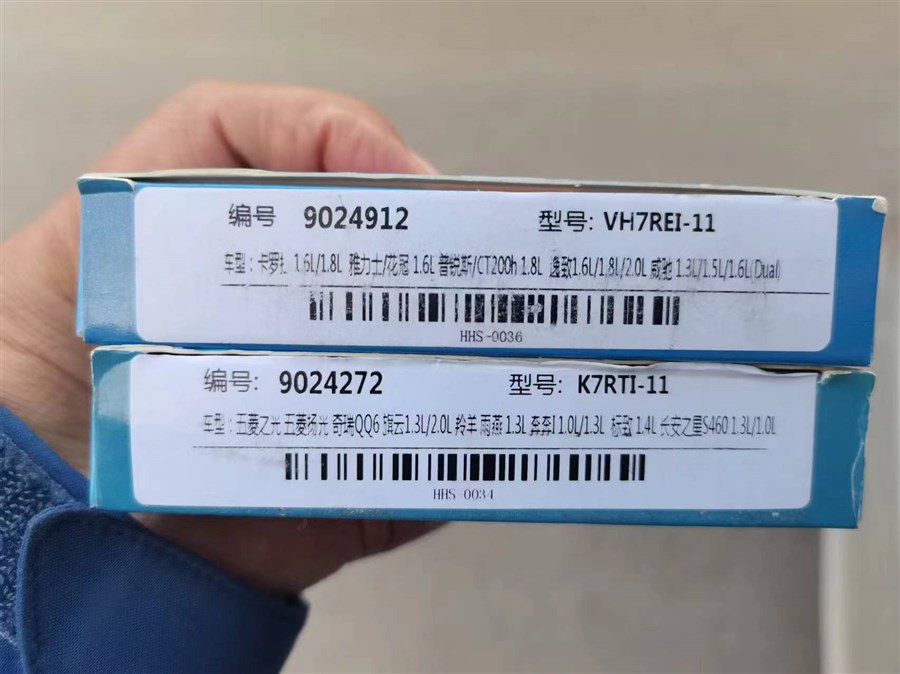 编号 9024912 型号: VH7REI-11
车型：卡罗拉 1.6L/1.8L 雅力士/花冠 1.6L 普锐斯/CT200h 1.8L 逸致1.6L/1.8L/2.0L 威驰 1.3L/1.5L/1.6L(Dual)
HHS-0036
编号: 9024272 型号: K7RTI-11
车型：五菱之光 五菱扬光 奇瑞QQ6 旗云1.3L/2.0L 羚羊 雨燕 1.3L 奔奔I 1.0L/1.3L 标致 1.4L 长安之星S460 1.3L/1.0L
HHS-0034